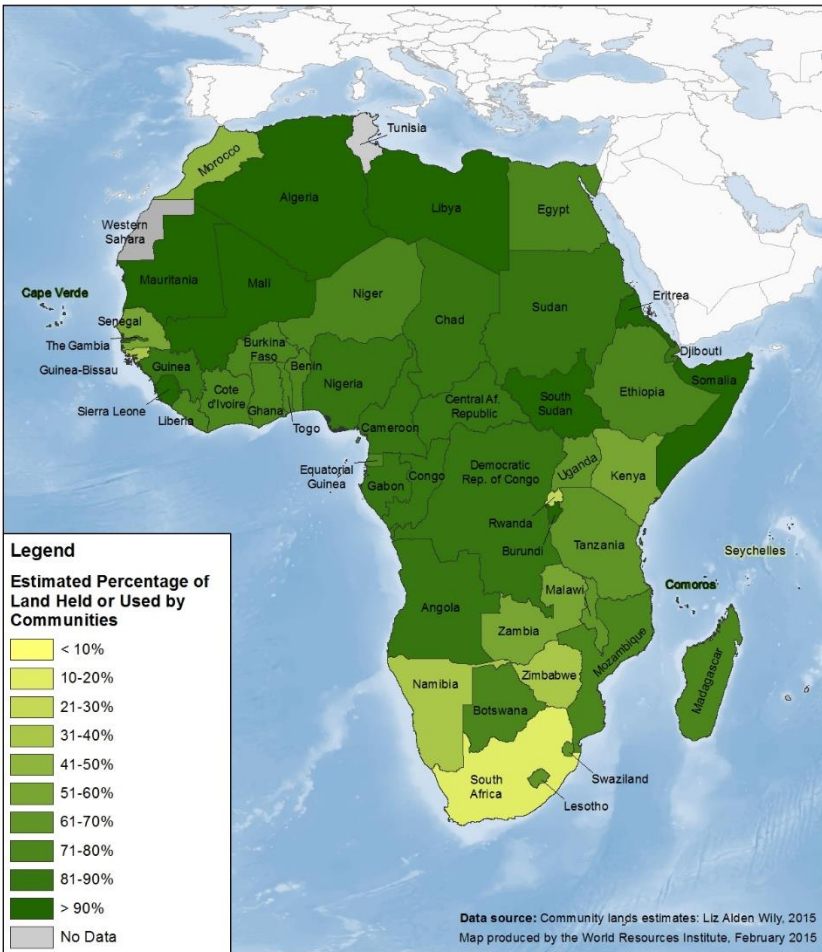 Tunisia
Morocco
Algeria
Libya
Egypt
Western
Sahara
Mauritania
Mali
Niger
Chad
Sudan
Eritrea
Cape Verde
Senegal
The Gambia
Guinea-Bissau
Guinea
Sierra Leone
Liberia
Cote
d'Ivoire
Burkina
Faso
Ghana
Togo
Benin
Nigeria
Cameroon
Central Af.
Republic
South
Sudan
Ethiopia
Djibouti
Somalia
Equatorial
Guinea
Gabon
Congo
Democratic
Rep. of Congo
Uganda
Kenya
Rwanda
Burundi
Tanzania
Seychelles
Comoros
Angola
Zambia
Malawi
Mozambique
Madagascar
Namibia
Botswana
Zimbabwe
South
Africa
Swaziland
Lesotho
Legend
Estimated Percentage of
Land Held or Used by
Communities
< 10%
10-20%
21-30%
31-40%
41-50%
51-60%
61-70%
71-80%
81-90%
> 90%
No Data
Data source: Community lands estimates: Liz Alden Wily, 2015
Map produced by the World Resources Institute, February 2015